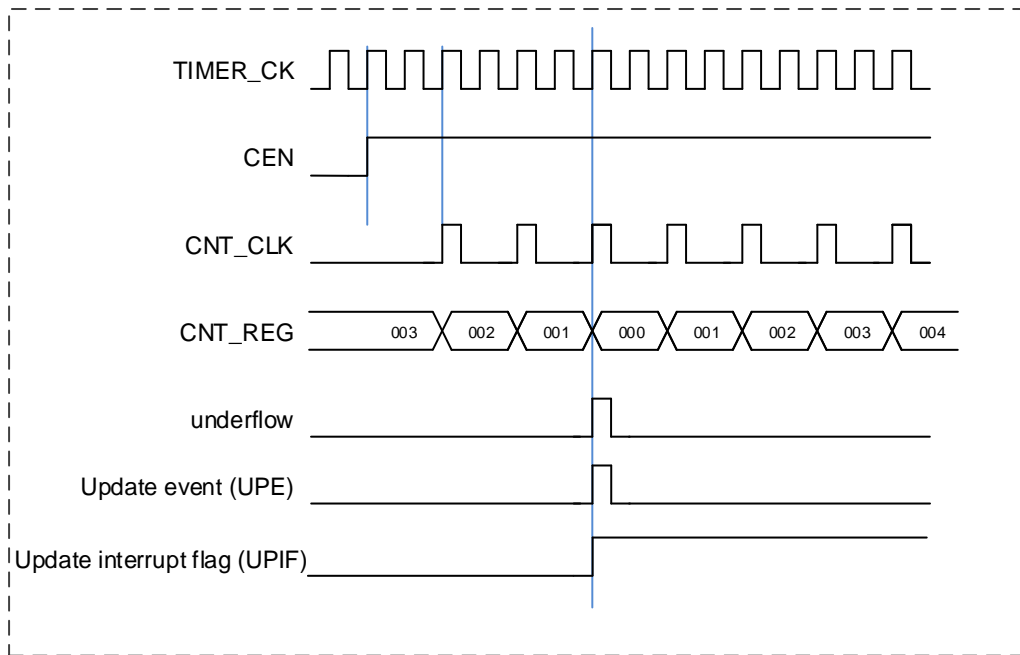 TIMER_CK
CEN
CNT_CLK
CNT_REG 003 002 001 000 001 002 003 004
underflow
Update event (UPE)
Update interrupt flag (UPIF)